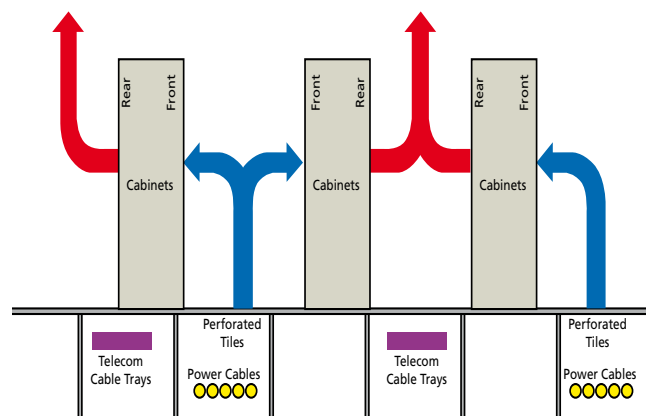 Rear
Front
Front
Rear
Rear
Front
Cabinets
Cabinets
Cabinets
Perforated
Tiles
Perforated
Tiles
Telecom
Cable Trays
Power Cables
Telecom
Cable Trays
Power Cables